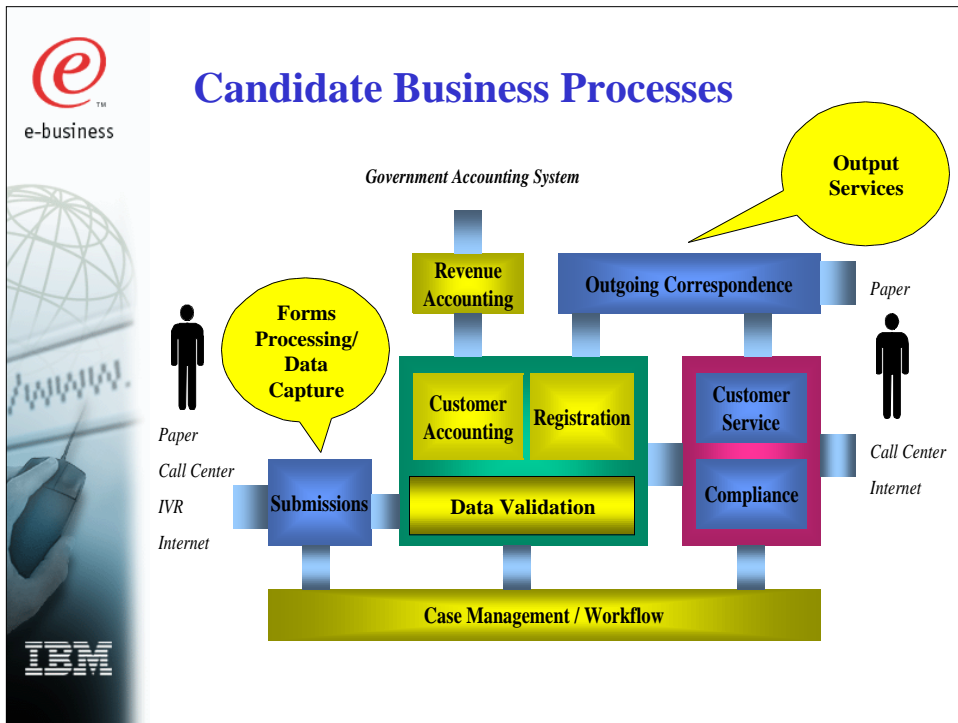 e
TM
e-business
IBM
Candidate Business Processes
Government Accounting System
Output
Services
Revenue
Accounting
Outgoing Correspondence
Paper
Forms
Processing/
Data
Capture
Customer
Accounting
Registration
Customer
Service
Paper
Call Center
IVR
Internet
Submissions
Data Validation
Compliance
Call Center
Internet
Case Management / Workflow